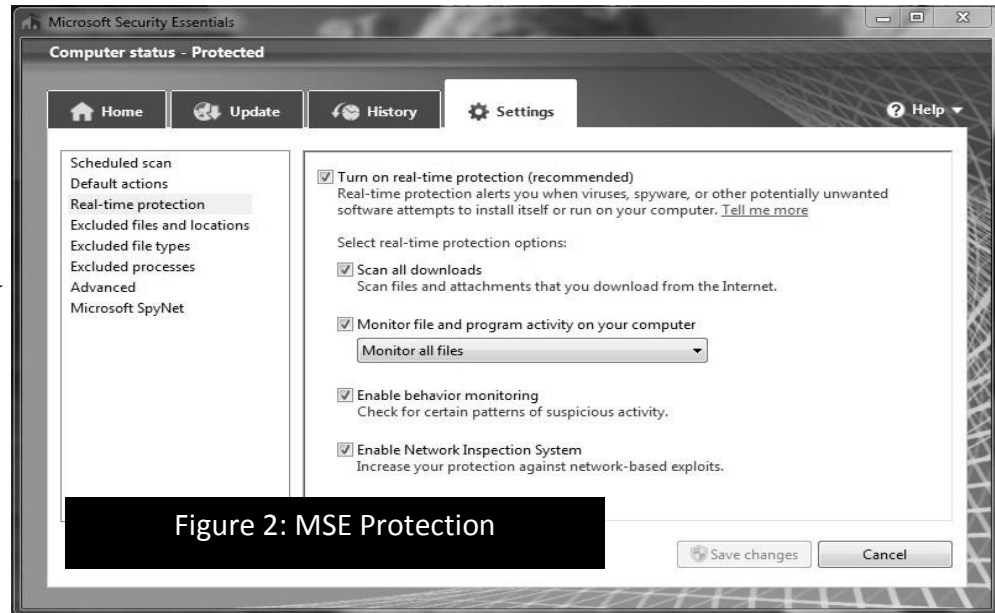 Microsoft Security Essentials
Computer status - Protected
Home
Update
History
Settings
Help
Scheduled scan
Default actions
Real-time protection
Excluded files and locations
Excluded file types
Excluded processes
Advanced
Microsoft SpyNet
Turn on real-time protection (recommended)
Real-time protection alerts you when viruses, spyware, or other potentially unwanted
software attempts to install itself or run on your computer. Tell me more
Select real-time protection options:
Scan all downloads
Scan files and attachments that you download from the Internet.
Monitor file and program activity on your computer
Monitor all files
Enable behavior monitoring
Check for certain patterns of suspicious activity.
Enable Network Inspection System
Increase your protection against network-based exploits.
Figure 2: MSE Protection
Save changes
Cancel